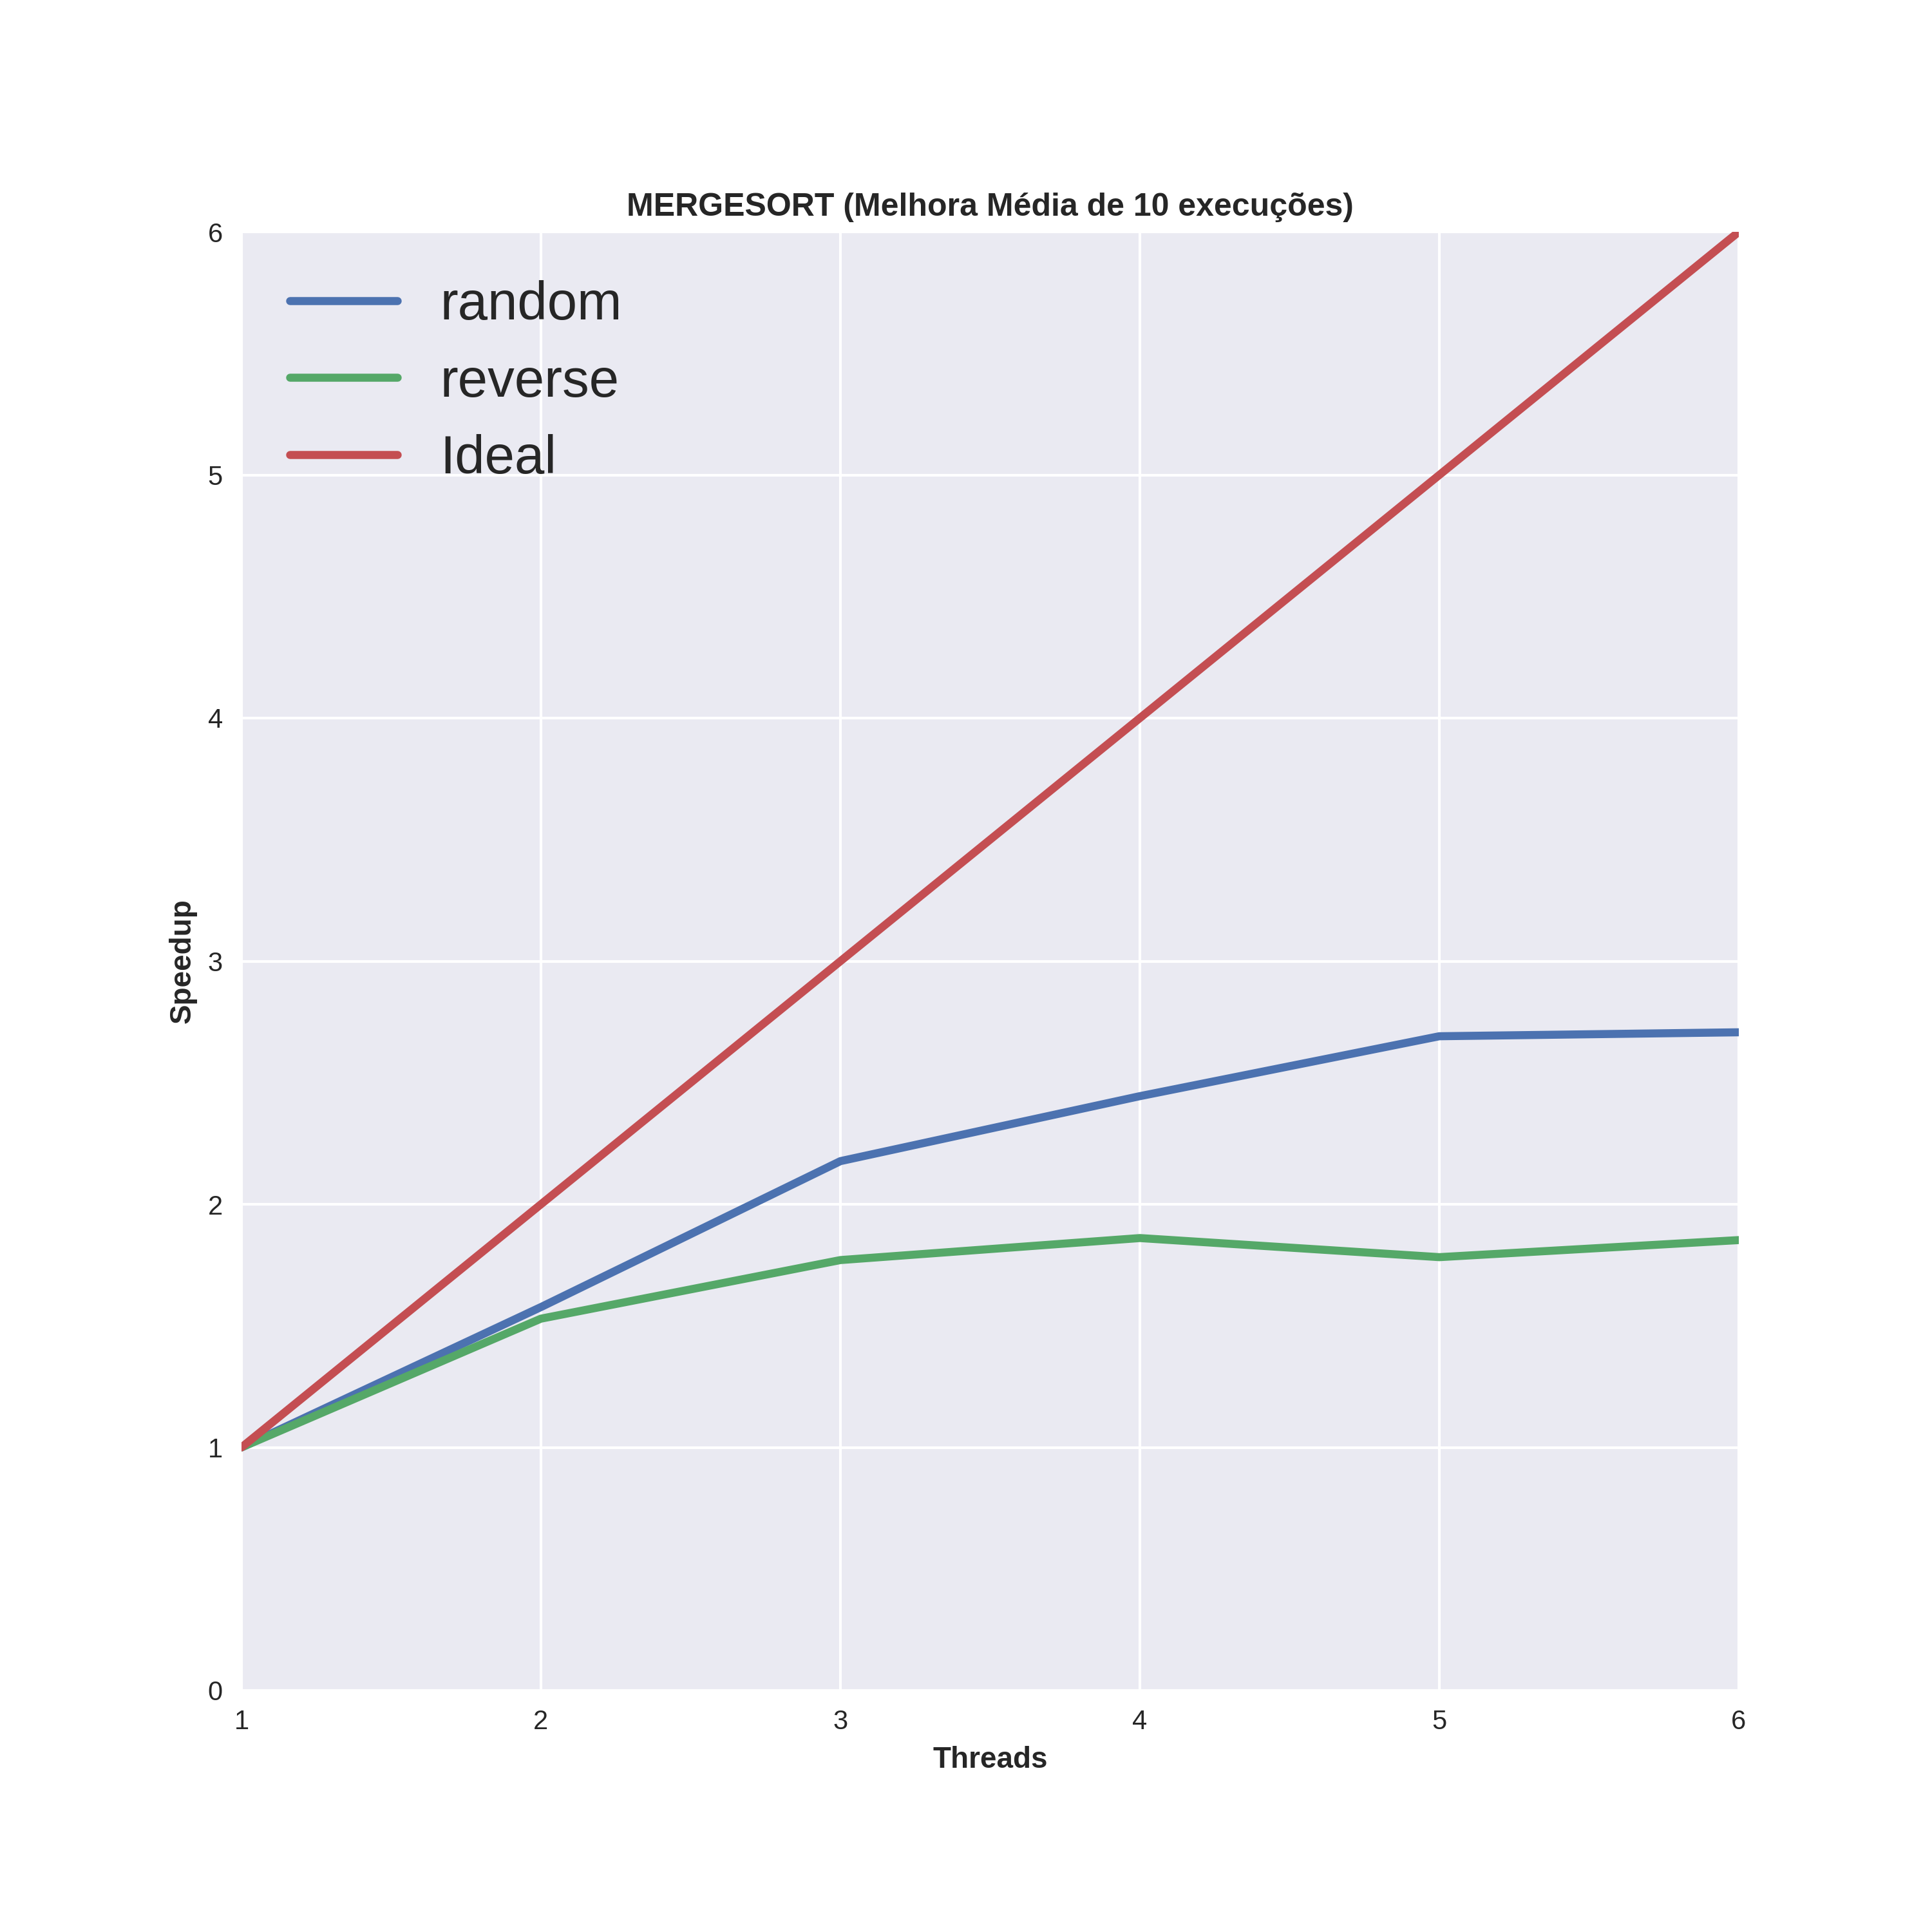 MERGESORT (Melhora Média de 10 execuções)
random
reverse
Ideal
6
5
4
3
2
1
0
Speedup
1 2 3 4 5 6
Threads